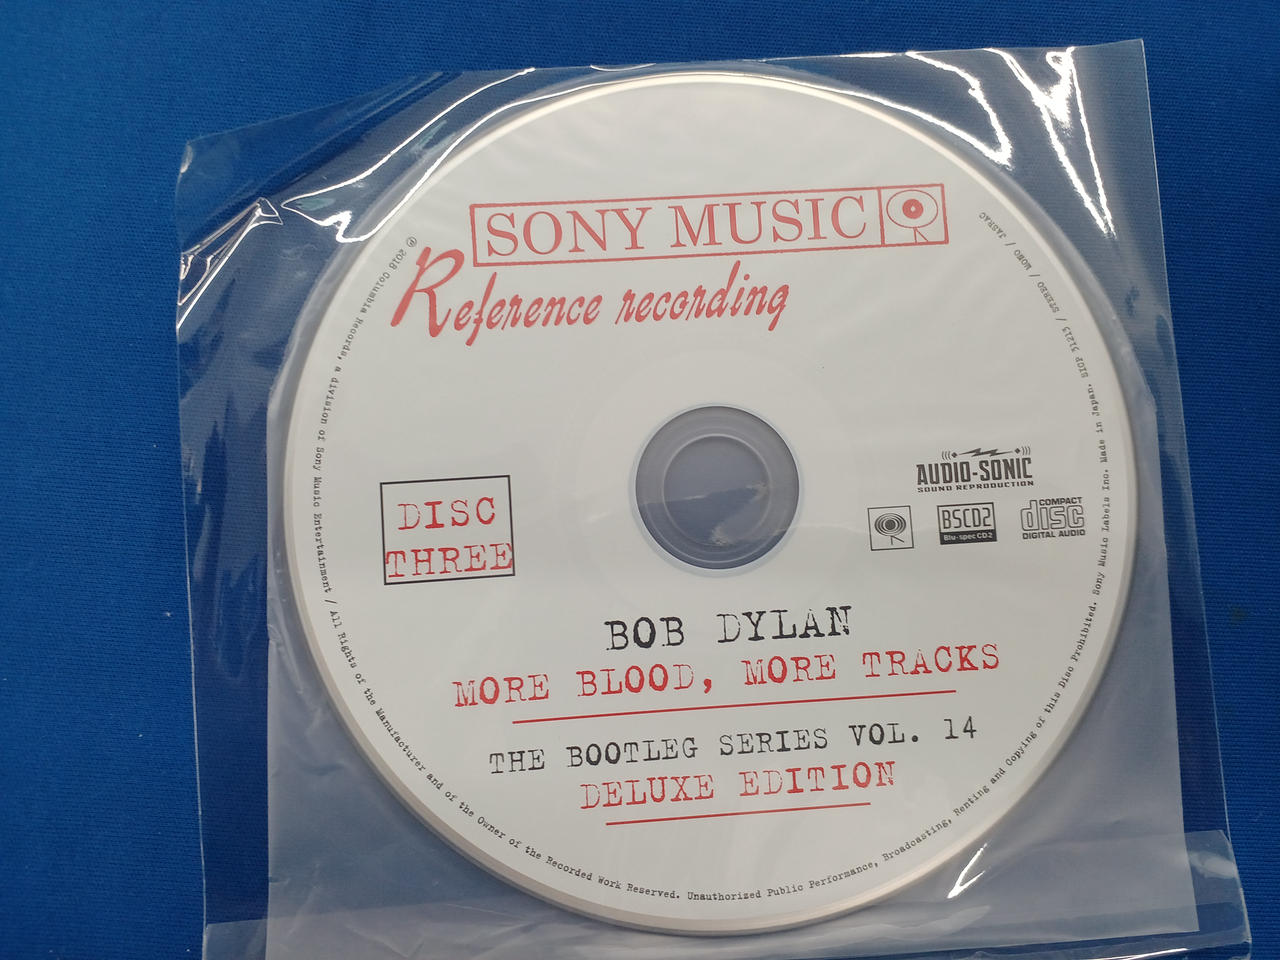 SONY MUSIC
Reference recording
DISC
THREE
AUDIO-SONIC
SOUND REPRODUCTION
BSCD2
Blu-spec CD2
COMPACT
disc
DIGITAL AUDIO
BOB DYLAN
MORE BLOOD, MORE TRACKS
THE BOOTLEG SERIES VOL. 14
DELUXE EDITION
℗ 2018 Columbia Records, a division of Sony Music Entertainment / All Rights of the Manufacturer and of the Owner of the Recorded Work Reserved. Unauthorized Public Performance, Broadcasting, Renting and Copying of this Disc Prohibited. Sony Music Labels Inc. Made in Japan. SICP 31213 / STEREO / MONO / JASRAC